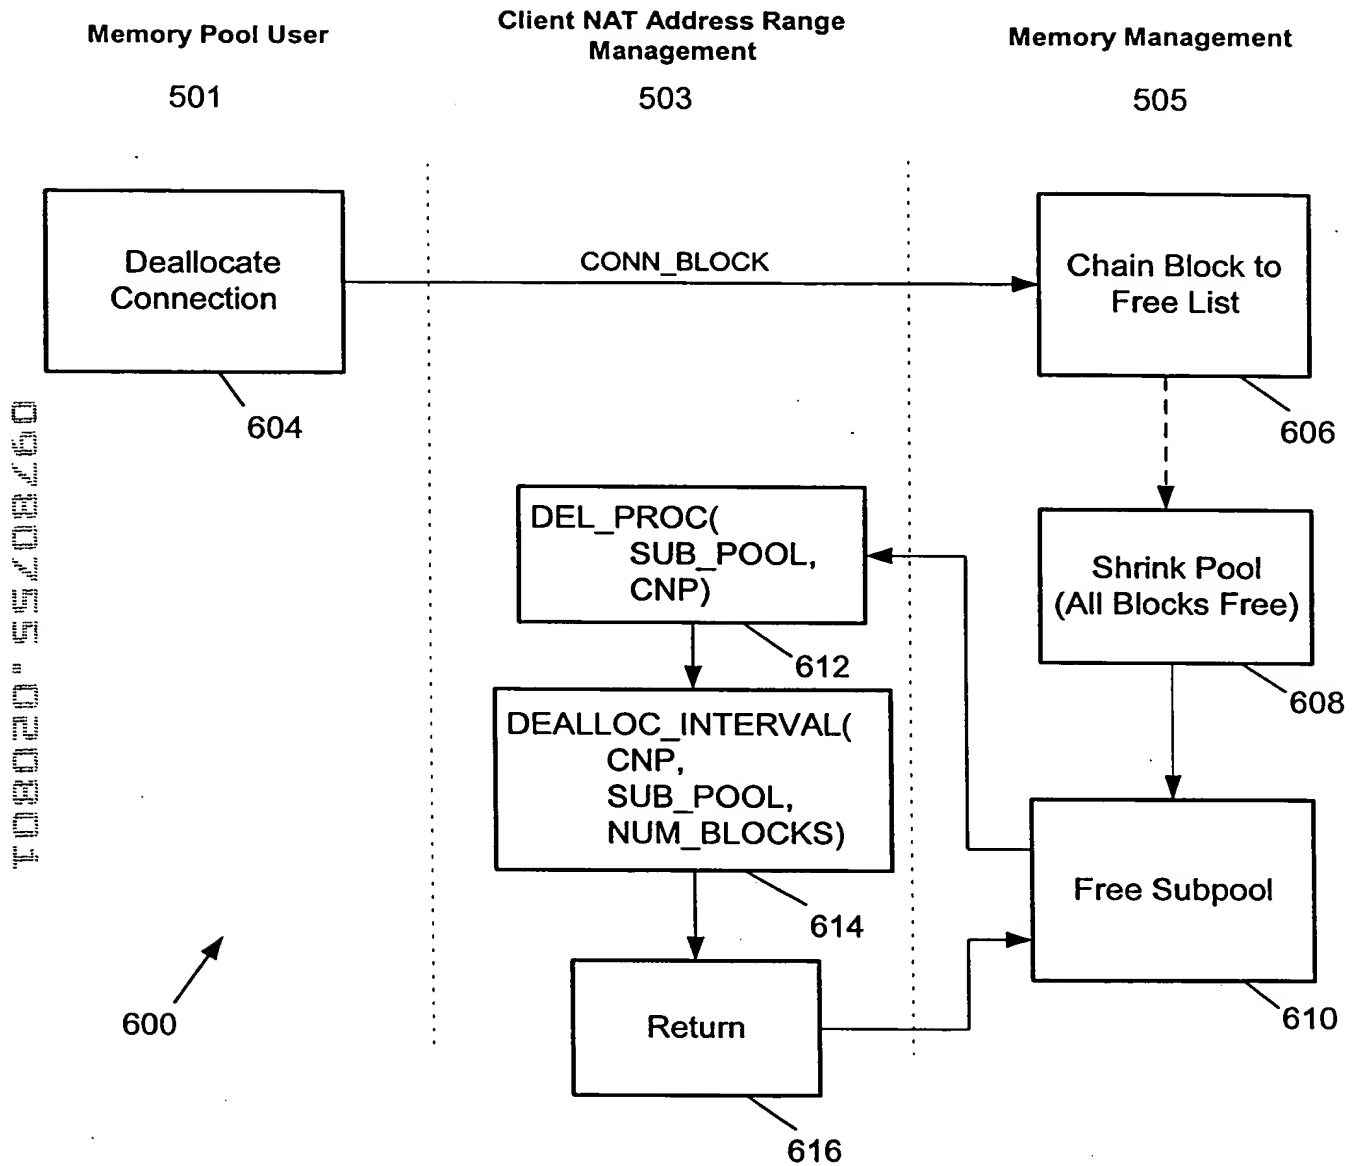 Memory Pool User
501
Client NAT Address Range
Management
503
Memory Management
505
Deallocate
Connection
604
CONN_BLOCK
Chain Block to
Free List
606
DEL_PROC(
SUB_POOL,
CNP)
612
Shrink Pool
(All Blocks Free)
608
DEALLOC_INTERVAL(
CNP,
SUB_POOL,
NUM_BLOCKS)
614
Free Subpool
610
Return
616
600
09780755.020801